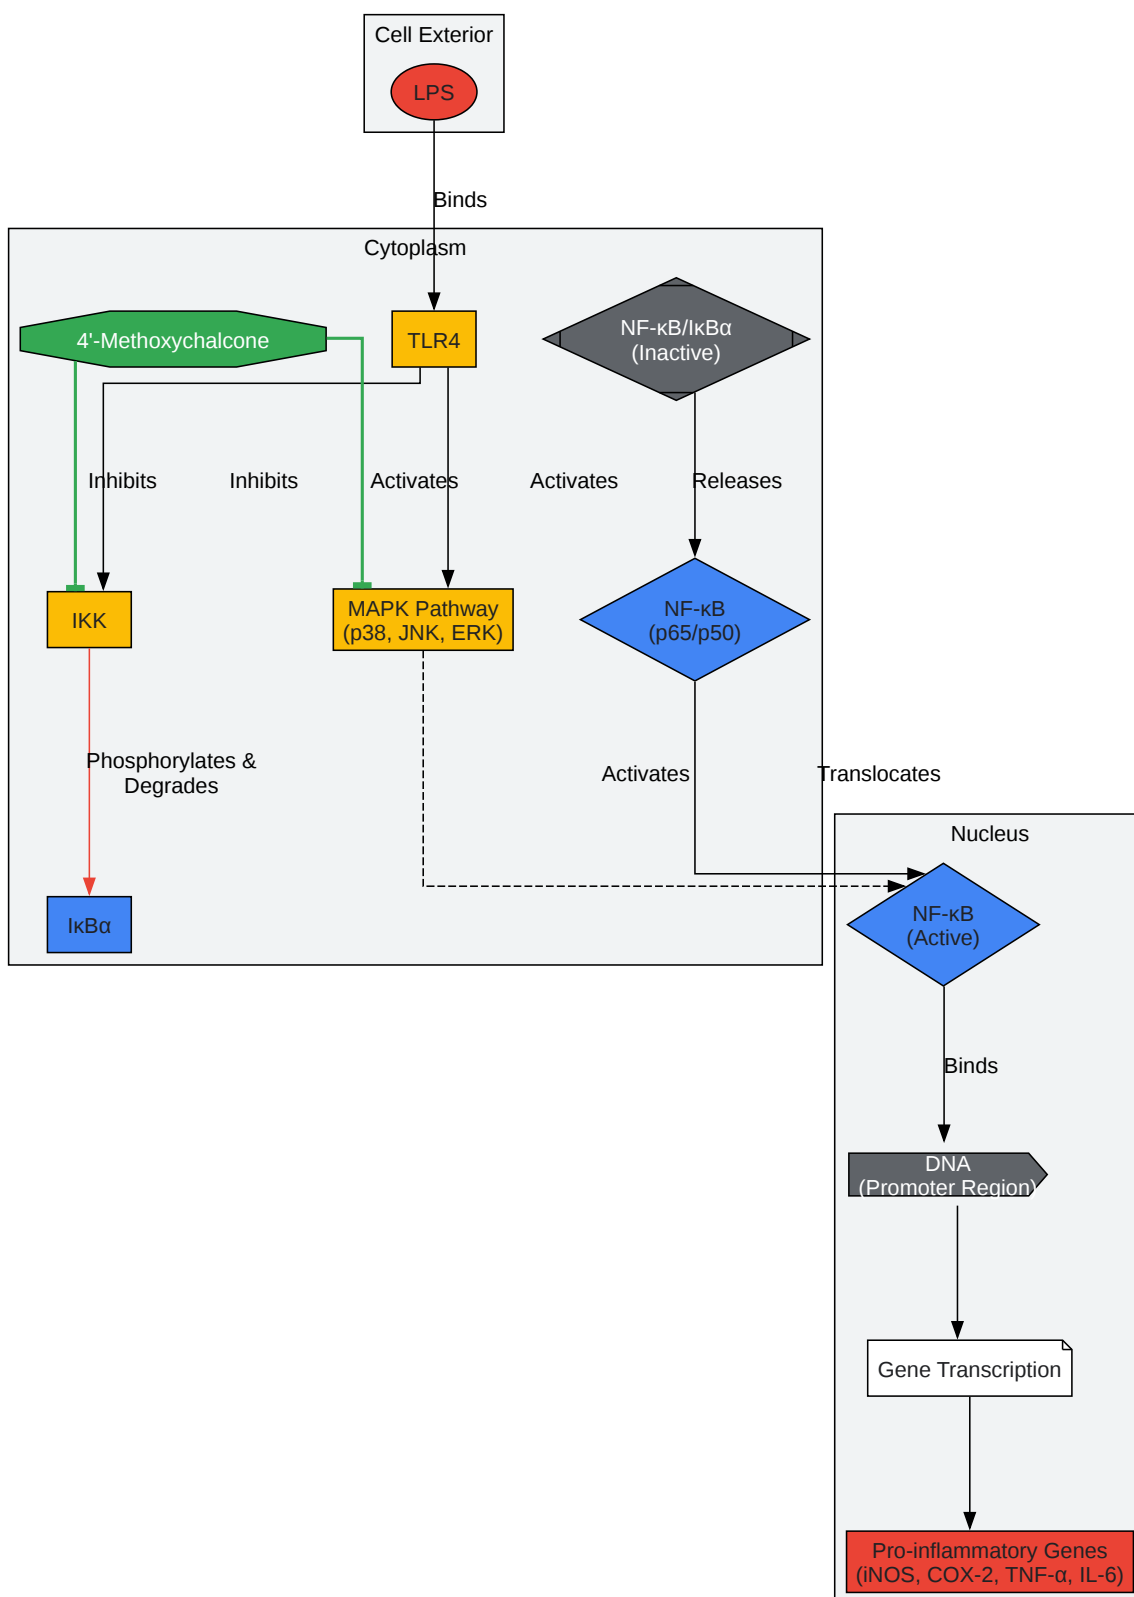 Cell Exterior
LPS
Binds
Cytoplasm
4'-Methoxychalcone
TLR4
NF-κB/IκBα
(Inactive)
Inhibits
Inhibits
Activates
Activates
Releases
IKK
MAPK Pathway
(p38, JNK, ERK)
NF-κB
(p65/p50)
Phosphorylates &
Degrades
Activates
Translocates
IκBα
Nucleus
NF-κB
(Active)
Binds
DNA
(Promoter Region)
Gene Transcription
Pro-inflammatory Genes
(iNOS, COX-2, TNF-α, IL-6)